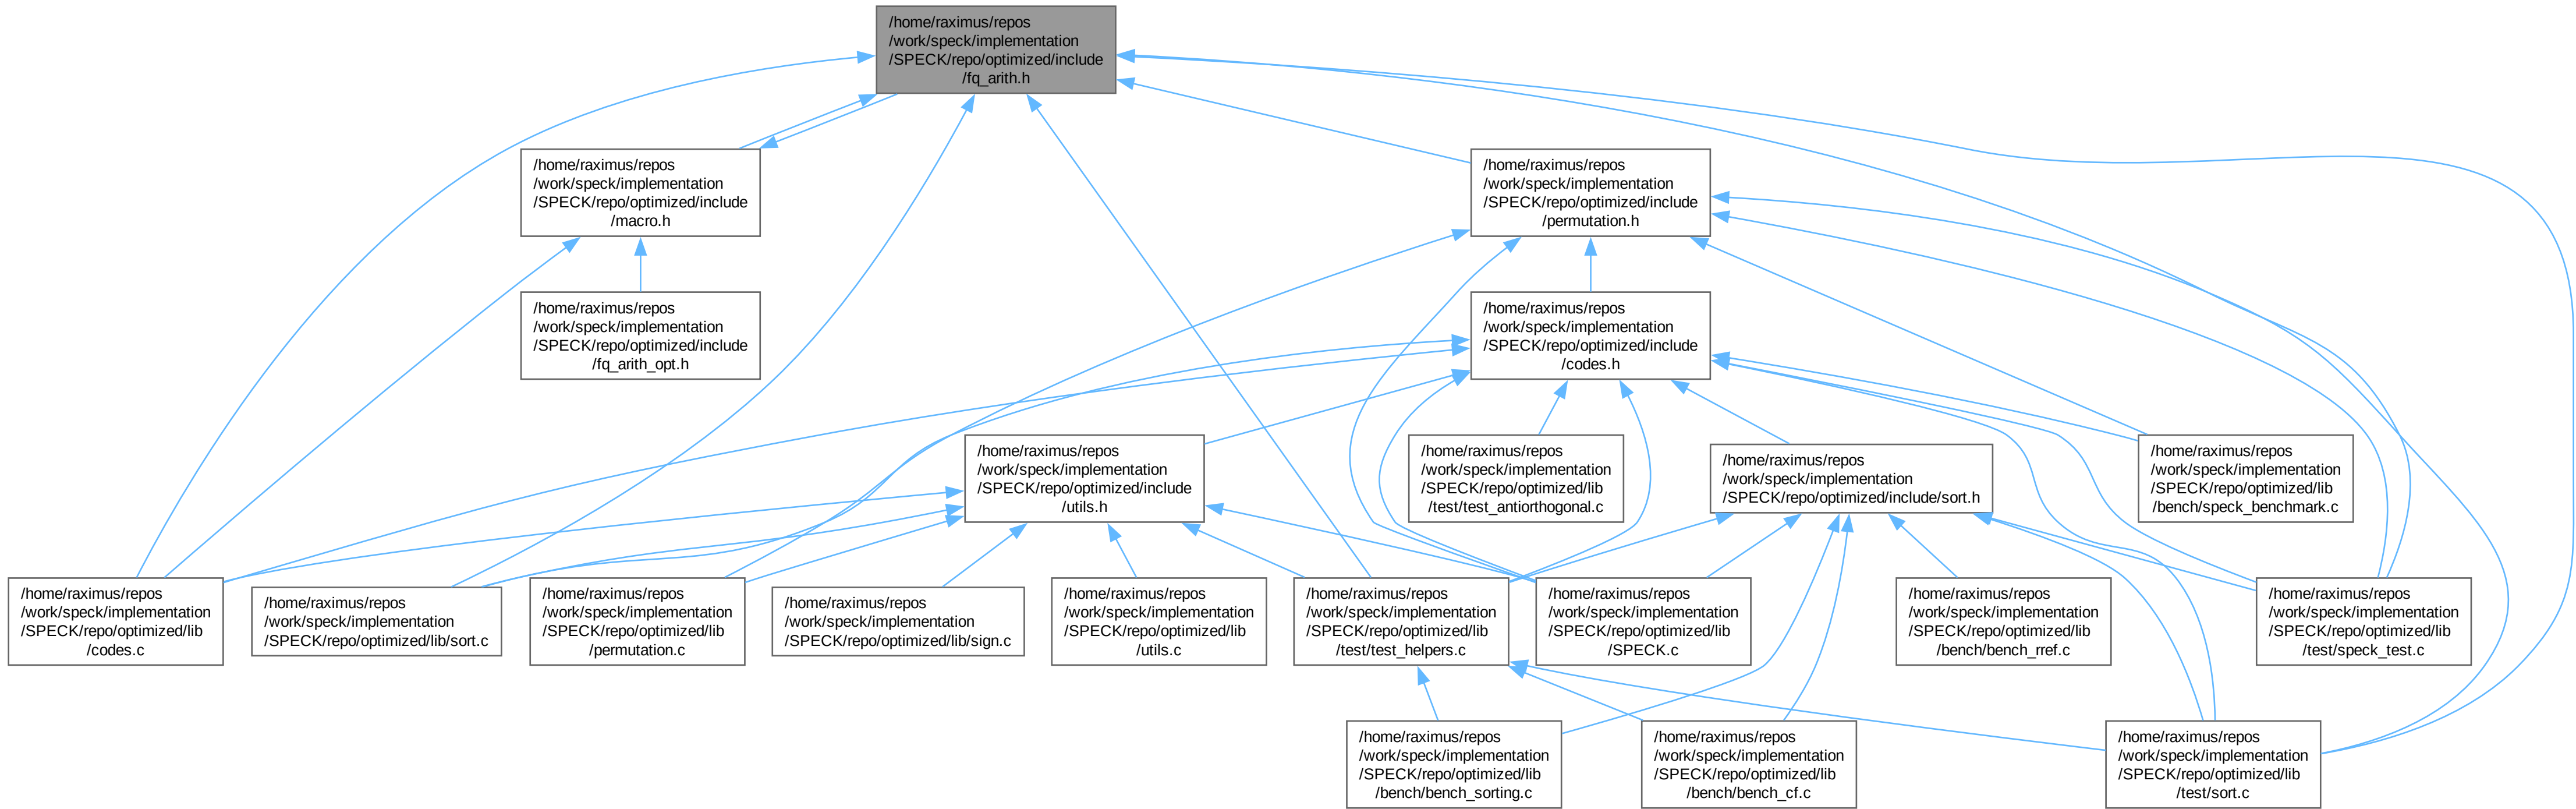 /home/raximus/repos
/work/speck/implementation
/SPECK/repo/optimized/include
/fq_arith.h
/home/raximus/repos
/work/speck/implementation
/SPECK/repo/optimized/include
/macro.h
/home/raximus/repos
/work/speck/implementation
/SPECK/repo/optimized/include
/permutation.h
/home/raximus/repos
/work/speck/implementation
/SPECK/repo/optimized/include
/fq_arith_opt.h
/home/raximus/repos
/work/speck/implementation
/SPECK/repo/optimized/include
/codes.h
/home/raximus/repos
/work/speck/implementation
/SPECK/repo/optimized/include
/utils.h
/home/raximus/repos
/work/speck/implementation
/SPECK/repo/optimized/lib
/test/test_antiorthogonal.c
/home/raximus/repos
/work/speck/implementation
/SPECK/repo/optimized/include/sort.h
/home/raximus/repos
/work/speck/implementation
/SPECK/repo/optimized/lib
/bench/speck_benchmark.c
/home/raximus/repos
/work/speck/implementation
/SPECK/repo/optimized/lib
/codes.c
/home/raximus/repos
/work/speck/implementation
/SPECK/repo/optimized/lib/sort.c
/home/raximus/repos
/work/speck/implementation
/SPECK/repo/optimized/lib
/permutation.c
/home/raximus/repos
/work/speck/implementation
/SPECK/repo/optimized/lib/sign.c
/home/raximus/repos
/work/speck/implementation
/SPECK/repo/optimized/lib
/utils.c
/home/raximus/repos
/work/speck/implementation
/SPECK/repo/optimized/lib
/test/test_helpers.c
/home/raximus/repos
/work/speck/implementation
/SPECK/repo/optimized/lib
/SPECK.c
/home/raximus/repos
/work/speck/implementation
/SPECK/repo/optimized/lib
/bench/bench_rref.c
/home/raximus/repos
/work/speck/implementation
/SPECK/repo/optimized/lib
/test/speck_test.c
/home/raximus/repos
/work/speck/implementation
/SPECK/repo/optimized/lib
/bench/bench_sorting.c
/home/raximus/repos
/work/speck/implementation
/SPECK/repo/optimized/lib
/bench/bench_cf.c
/home/raximus/repos
/work/speck/implementation
/SPECK/repo/optimized/lib
/test/sort.c